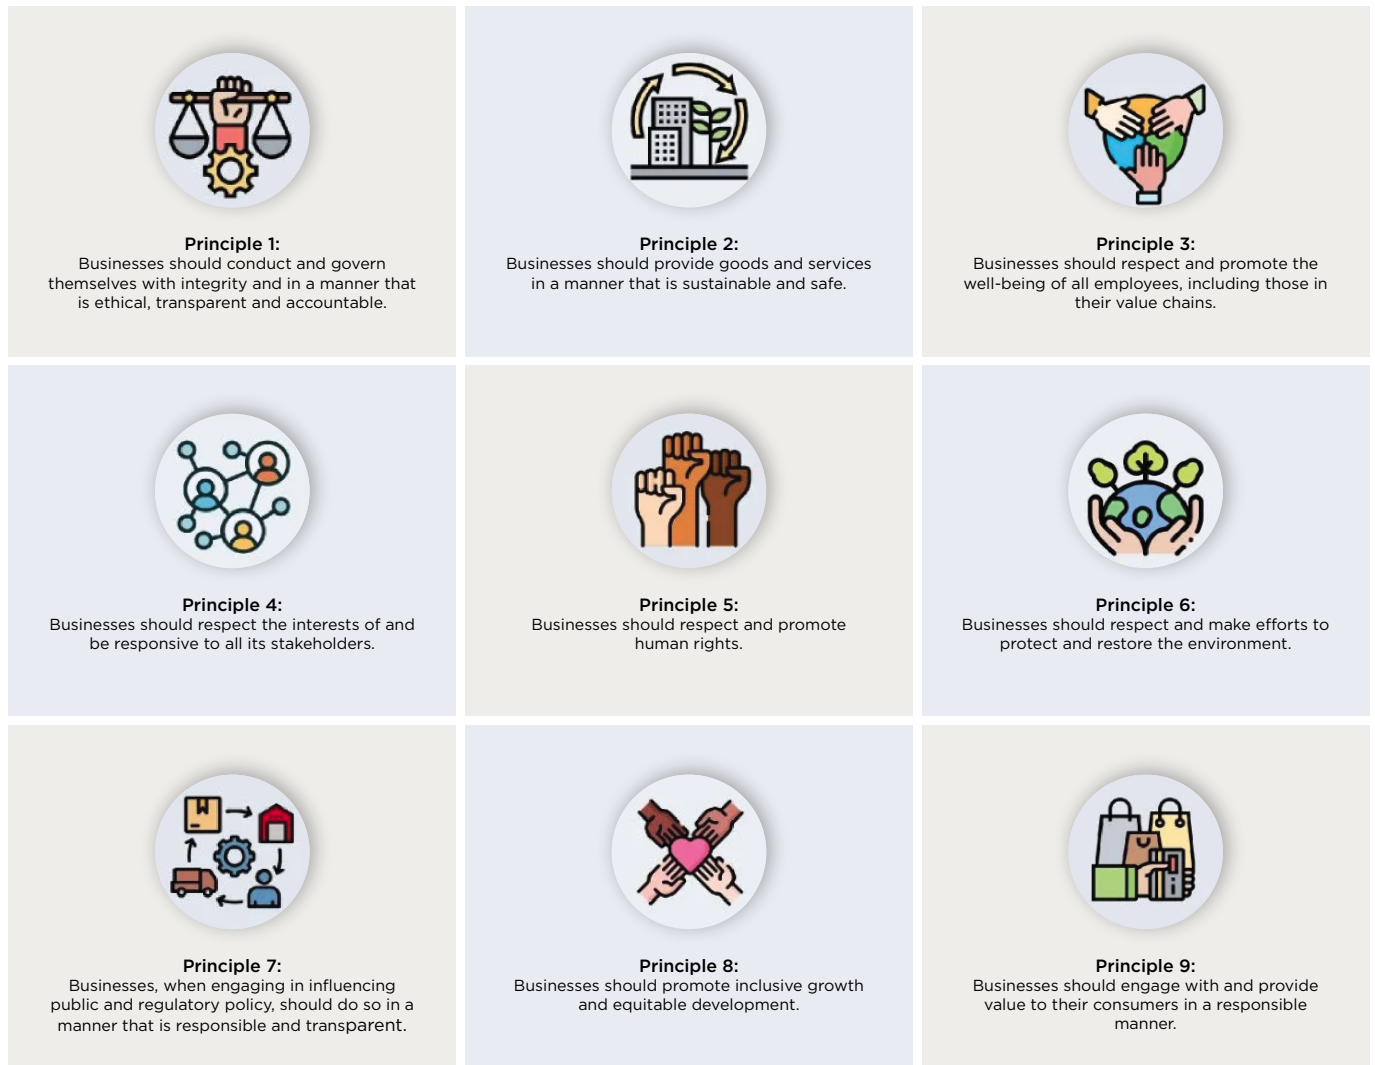 Principle 1:
Businesses should conduct and govern
themselves with integrity and in a manner that
is ethical, transparent and accountable.
Principle 2:
Businesses should provide goods and services
in a manner that is sustainable and safe.
Principle 3:
Businesses should respect and promote the
well-being of all employees, including those in
their value chains.
Principle 4:
Businesses should respect the interests of and
be responsive to all its stakeholders.
Principle 5:
Businesses should respect and promote
human rights.
Principle 6:
Businesses should respect and make efforts to
protect and restore the environment.
Principle 7:
Businesses, when engaging in influencing
public and regulatory policy, should do so in a
manner that is responsible and transparent.
Principle 8:
Businesses should promote inclusive growth
and equitable development.
Principle 9:
Businesses should engage with and provide
value to their consumers in a responsible
manner.